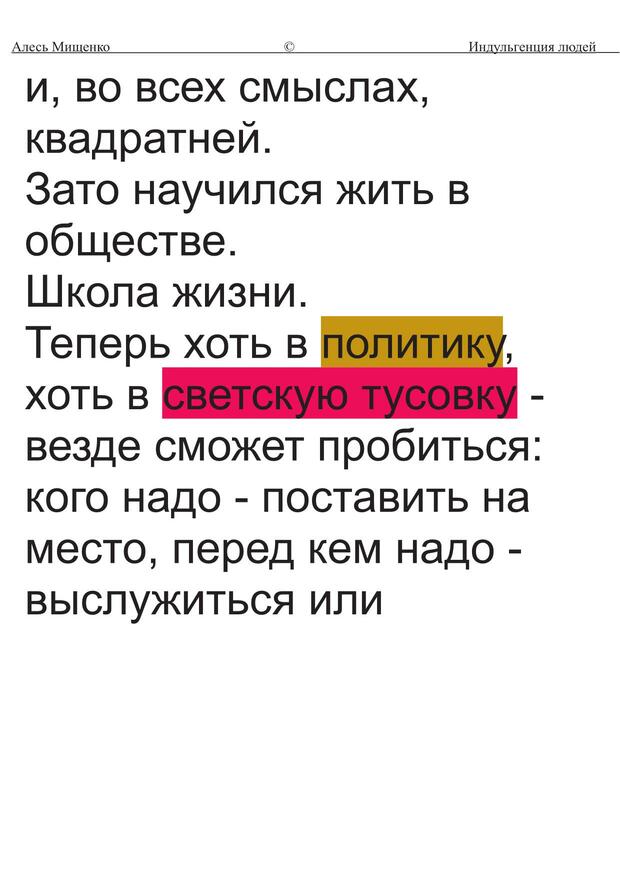 Алесь Мищенко © Индульгенция людей
и, во всех смыслах,
квадратней.
Зато научился жить в
обществе.
Школа жизни.
Теперь хоть в политику,
хоть в светскую тусовку -
везде сможет пробиться:
кого надо - поставить на
место, перед кем надо -
выслужиться или